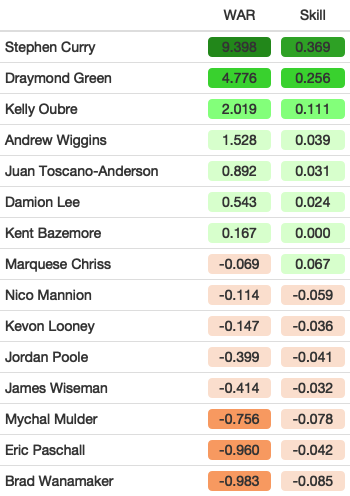 WAR Skill
Stephen Curry 9.398 0.369
Draymond Green 4.776 0.256
Kelly Oubre 2.019 0.111
Andrew Wiggins 1.528 0.039
Juan Toscano-Anderson 0.892 0.031
Damion Lee 0.543 0.024
Kent Bazemore 0.167 0.000
Marquese Chriss -0.069 0.067
Nico Mannion -0.114 -0.059
Kevon Looney -0.147 -0.036
Jordan Poole -0.399 -0.041
James Wiseman -0.414 -0.032
Mychal Mulder -0.756 -0.078
Eric Paschall -0.960 -0.042
Brad Wanamaker -0.983 -0.085